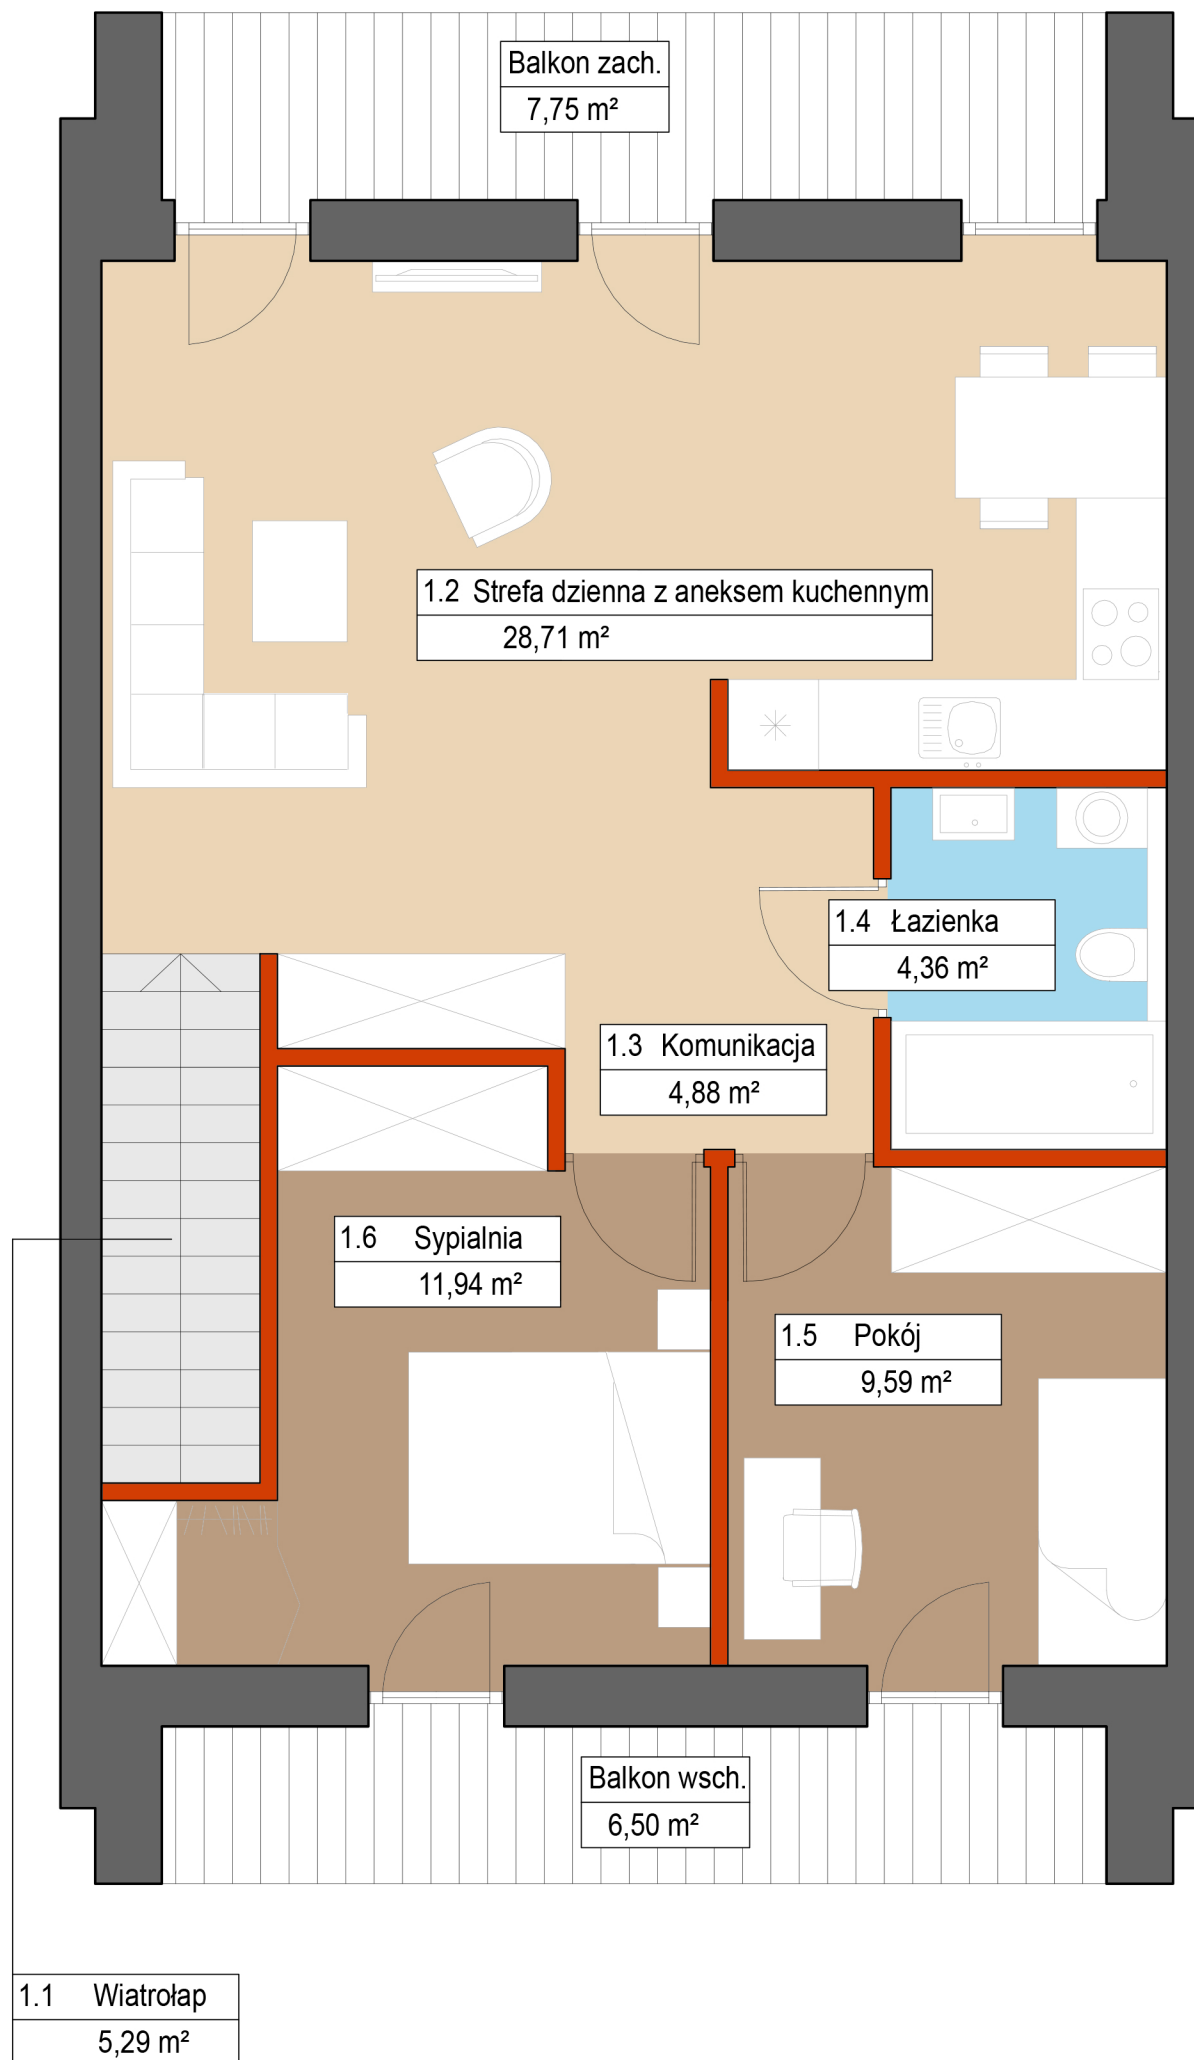 Balkon zach.
7,75 m²
1.2 Strefa dzienna z aneksem kuchennym
28,71 m²
1.4 Łazienka
4,36 m²
1.3 Komunikacja
4,88 m²
1.6 Sypialnia
11,94 m²
1.5 Pokój
9,59 m²
Balkon wsch.
6,50 m²
1.1 Wiatrołap
5,29 m²